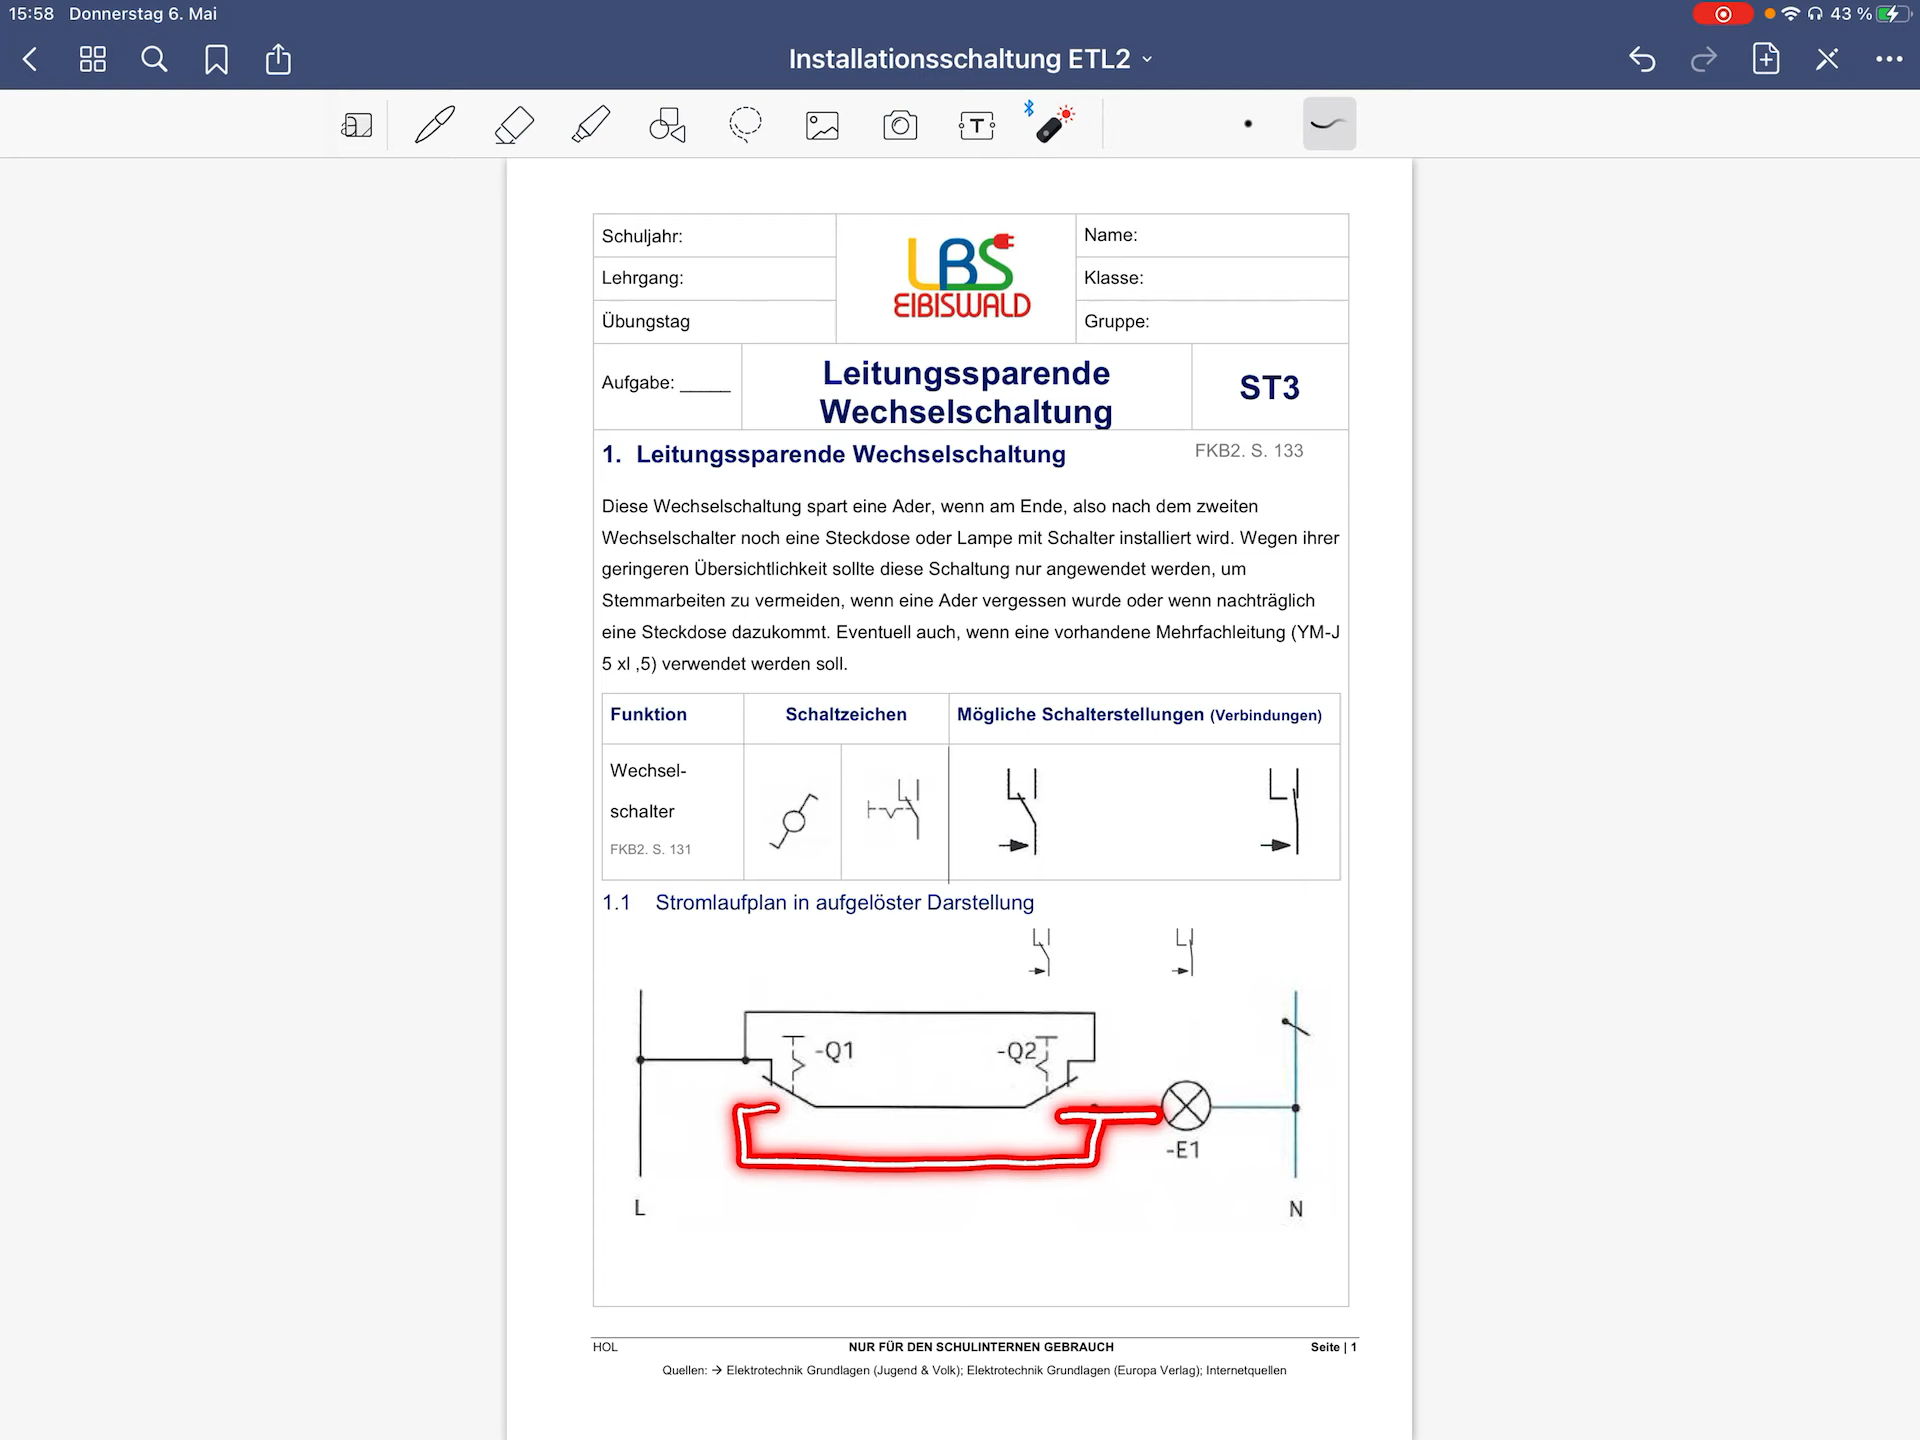 15:58 Donnerstag 6. Mai
43 %
Installationsschaltung ETL2
Schuljahr:
Lehrgang:
Übungstag
LBS
EIBISWALD
Name:
Klasse:
Gruppe:
Aufgabe: _____
Leitungssparende
Wechselschaltung
ST3
1. Leitungssparende Wechselschaltung
FKB2. S. 133
Diese Wechselschaltung spart eine Ader, wenn am Ende, also nach dem zweiten
Wechselschalter noch eine Steckdose oder Lampe mit Schalter installiert wird. Wegen ihrer
geringeren Übersichtlichkeit sollte diese Schaltung nur angewendet werden, um
Stemmarbeiten zu vermeiden, wenn eine Ader vergessen wurde oder wenn nachträglich
eine Steckdose dazukommt. Eventuell auch, wenn eine vorhandene Mehrfachleitung (YM-J
5 xl ,5) verwendet werden soll.
Funktion
Schaltzeichen
Mögliche Schalterstellungen (Verbindungen)
Wechsel-
schalter
FKB2. S. 131
1.1 Stromlaufplan in aufgelöster Darstellung
-Q1
-Q2
-E1
L
N
HOL
NUR FÜR DEN SCHULINTERNEN GEBRAUCH
Seite | 1
Quellen: → Elektrotechnik Grundlagen (Jugend & Volk); Elektrotechnik Grundlagen (Europa Verlag); Internetquellen